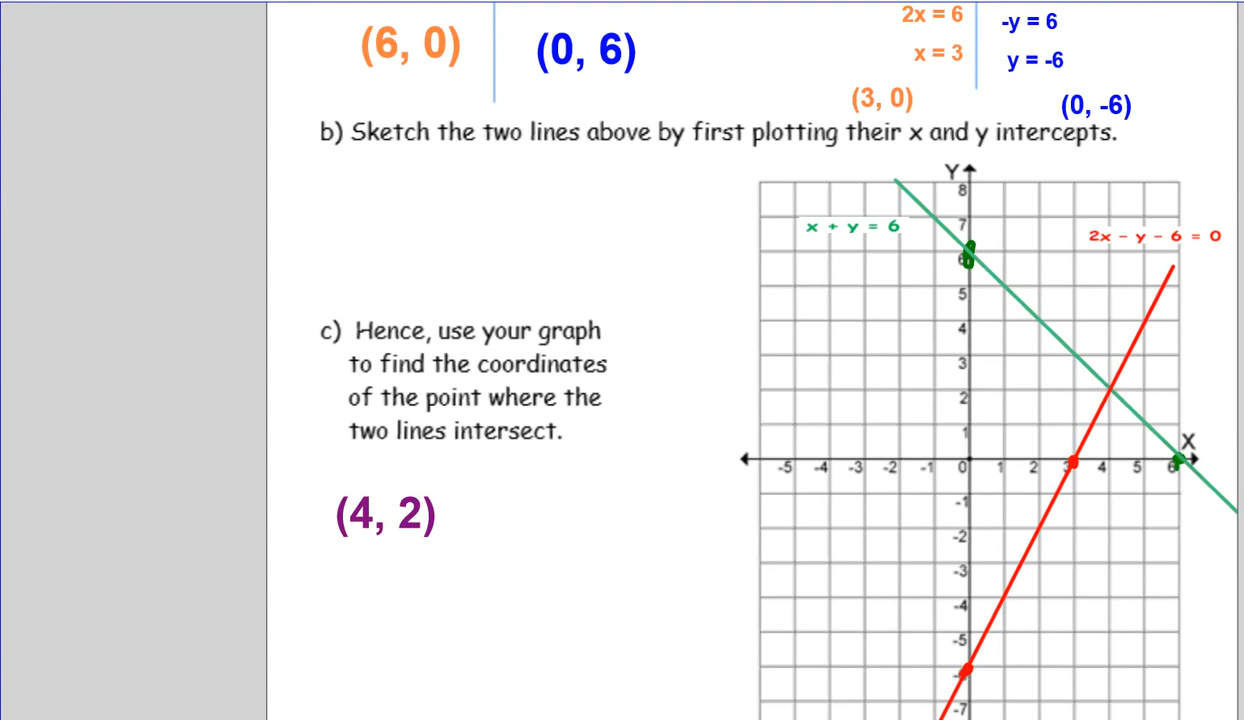 (6, 0)
(0, 6)
2x = 6
x = 3
(3, 0)
-y = 6
y = -6
(0, -6)
b) Sketch the two lines above by first plotting their x and y intercepts.
Y
8
7
6
5
4
3
2
1
x + y = 6
2x - y - 6 = 0
c) Hence, use your graph
to find the coordinates
of the point where the
two lines intersect.
(4, 2)
X
-5 -4 -3 -2 -1 0 1 2 3 4 5 6
-1
-2
-3
-4
-5
-7